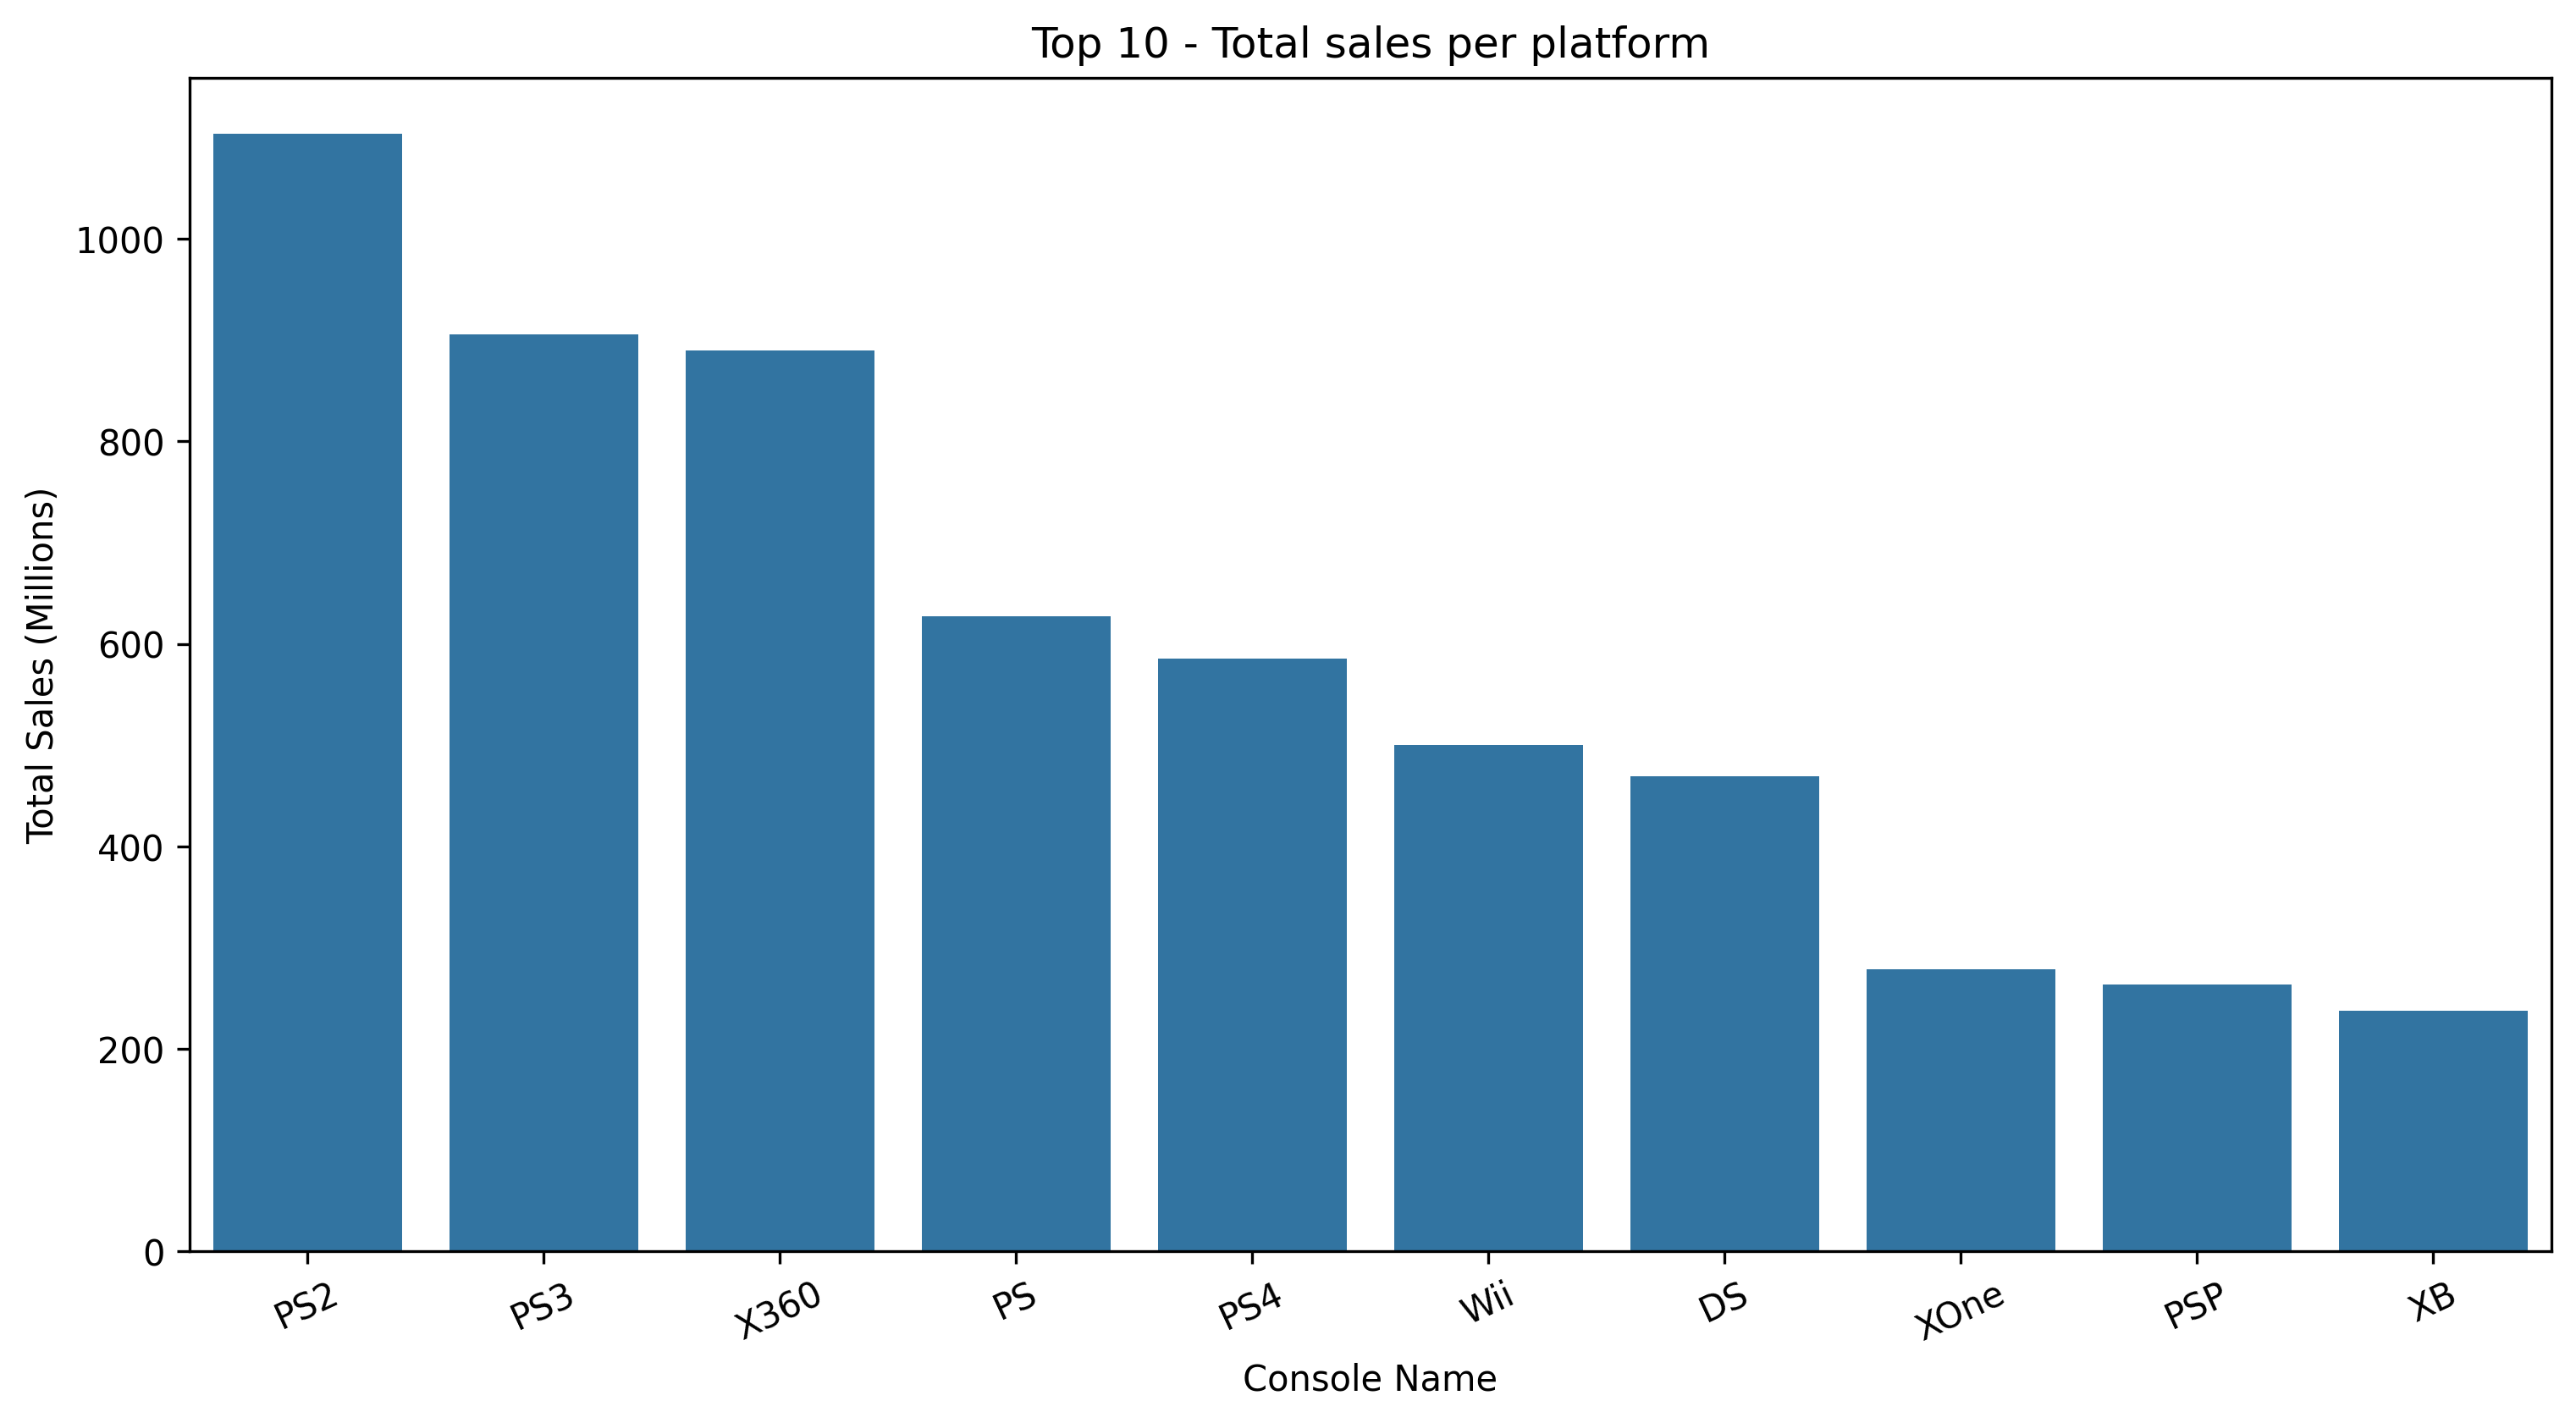 Top 10 - Total sales per platform
Total Sales (Millions)
1000
800
600
400
200
0
PS2 PS3 X360 PS PS4 Wii DS XOne PSP XB
Console Name